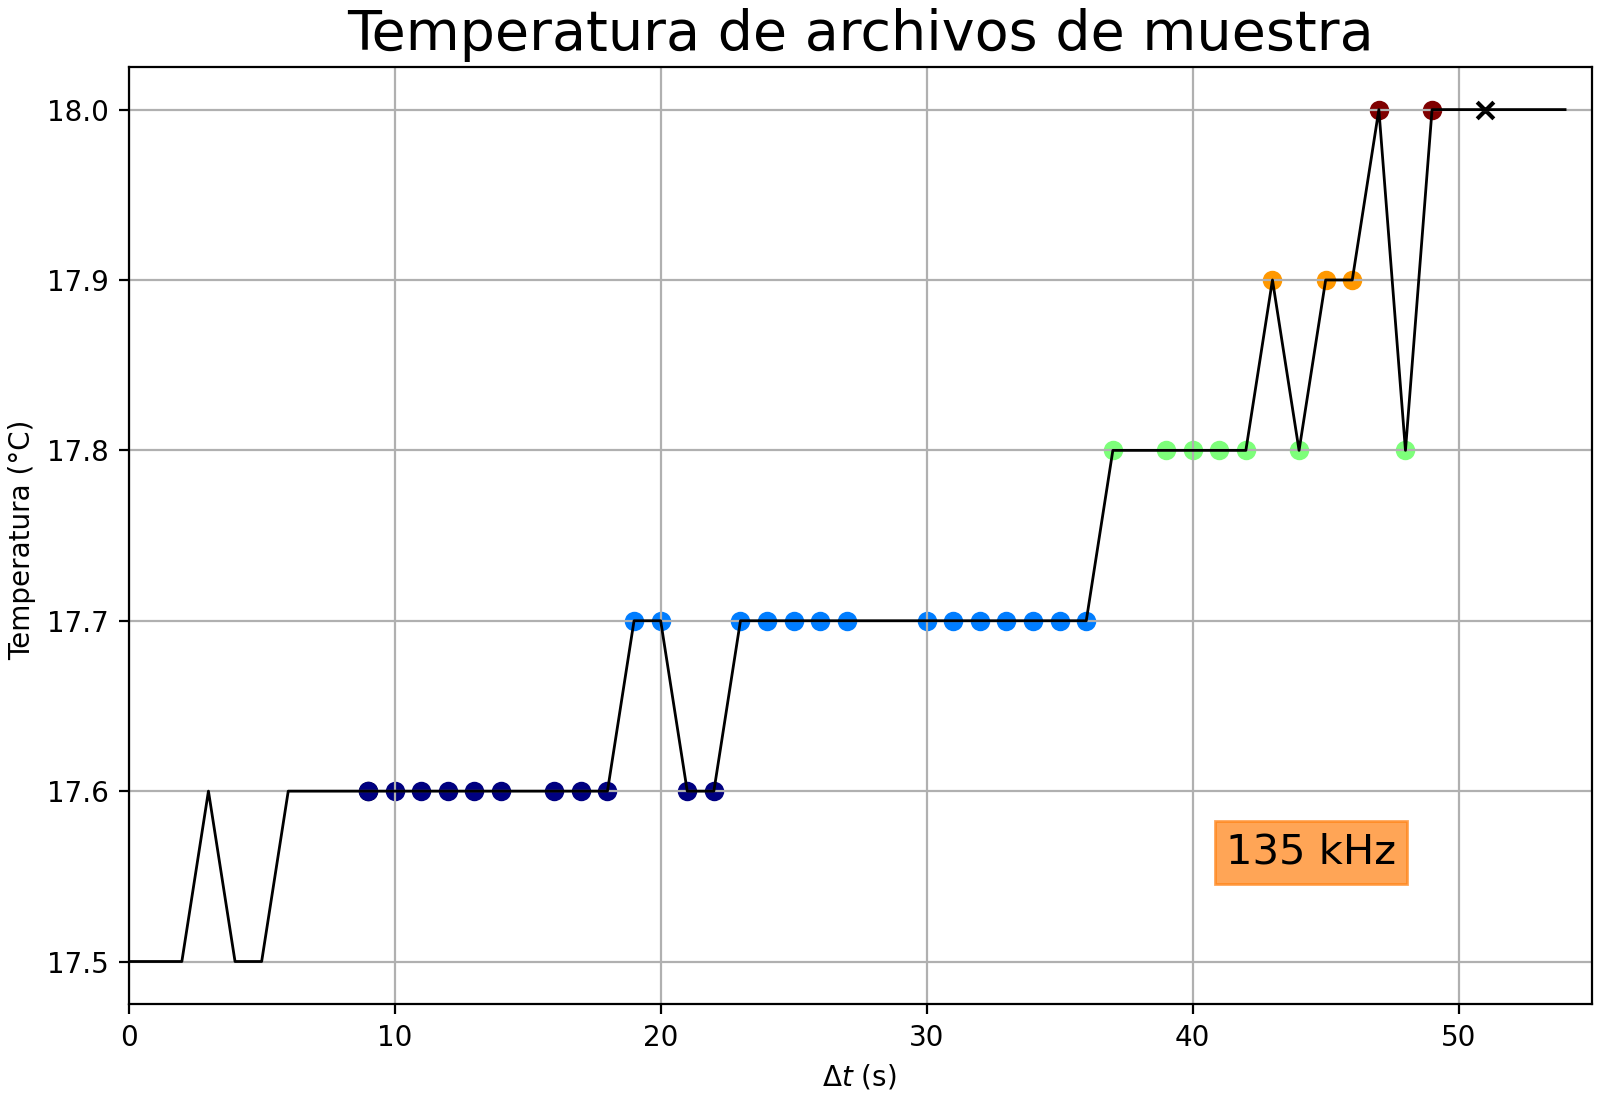 Temperatura de archivos de muestra
18.0
17.9
17.8
17.7
17.6
17.5
Temperatura (°C)
135 kHz
0 10 20 30 40 50
Δt (s)